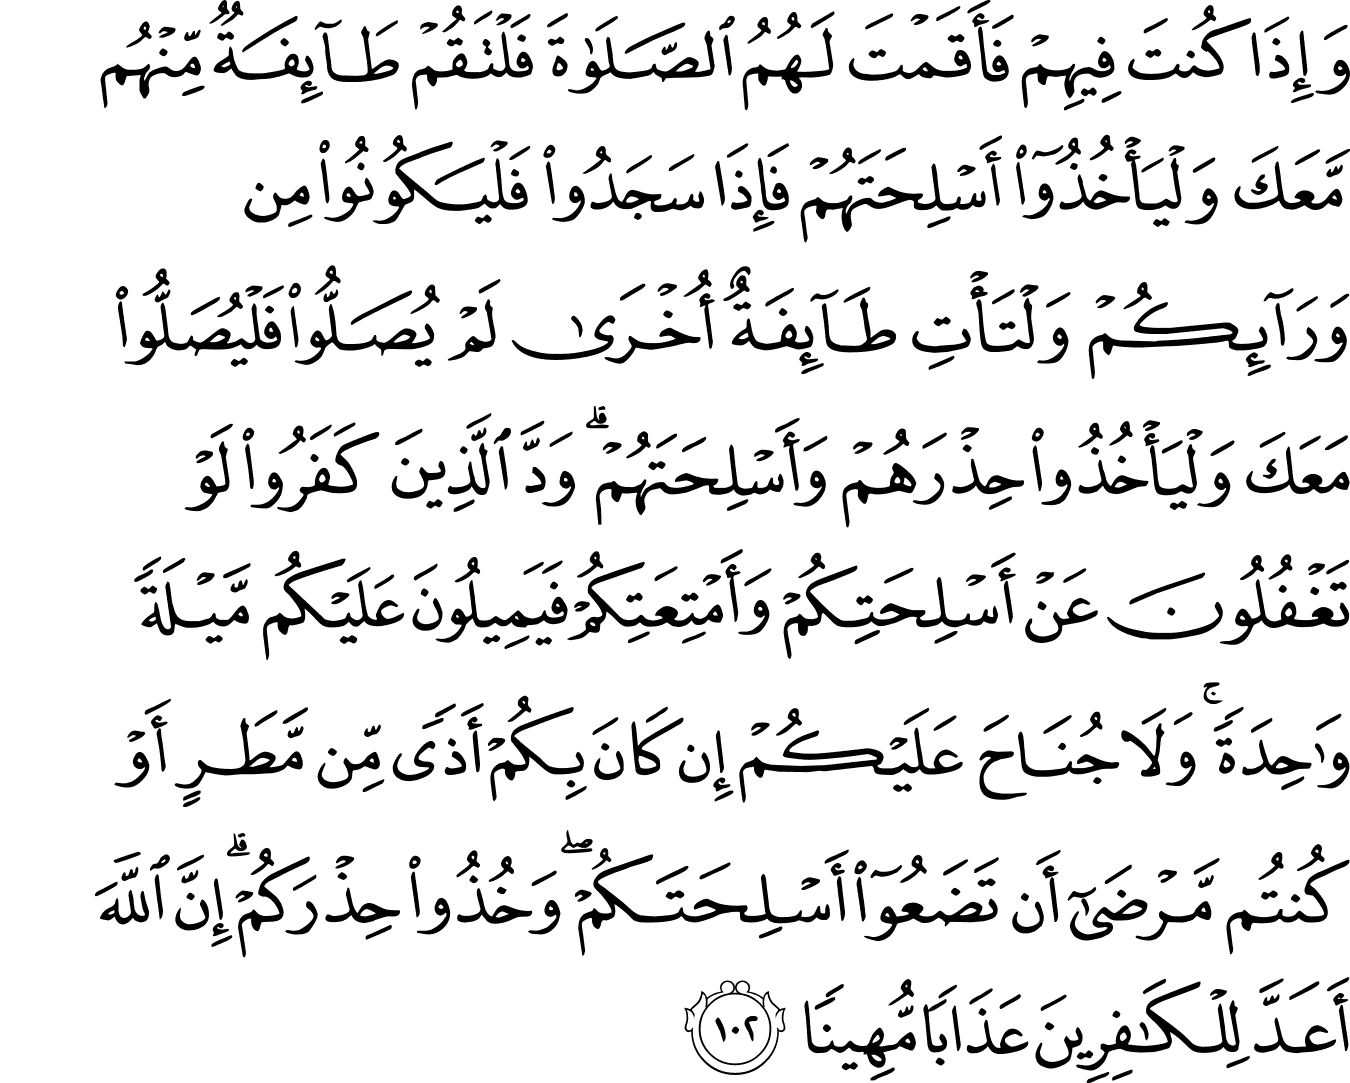 وَإِذَا كُنتَ فِيهِمْ فَأَقَمْتَ لَهُمُ ٱلصَّلَوٰةَ فَلْتَقُمْ طَآئِفَةٌ مِّنْهُم
مَّعَكَ وَلْيَأْخُذُوٓا۟ أَسْلِحَتَهُمْ فَإِذَا سَجَدُوا۟ فَلْيَكُونُوا۟ مِن
وَرَآئِكُمْ وَلْتَأْتِ طَآئِفَةٌ أُخْرَىٰ لَمْ يُصَلُّوا۟ فَلْيُصَلُّوا۟
مَعَكَ وَلْيَأْخُذُوا۟ حِذْرَهُمْ وَأَسْلِحَتَهُمْ ۗ وَدَّ ٱلَّذِينَ كَفَرُوا۟ لَوْ
تَغْفُلُونَ عَنْ أَسْلِحَتِكُمْ وَأَمْتِعَتِكُمْ فَيَمِيلُونَ عَلَيْكُم مَّيْلَةً
وَٰحِدَةً ۚ وَلَا جُنَاحَ عَلَيْكُمْ إِن كَانَ بِكُمْ أَذًى مِّن مَّطَرٍ أَوْ
كُنتُم مَّرْضَىٰٓ أَن تَضَعُوٓا۟ أَسْلِحَتَكُمْ ۖ وَخُذُوا۟ حِذْرَكُمْ ۗ إِنَّ ٱللَّهَ
أَعَدَّ لِلْكَـٰفِرِينَ عَذَابًا مُّهِينًا ١٠٢